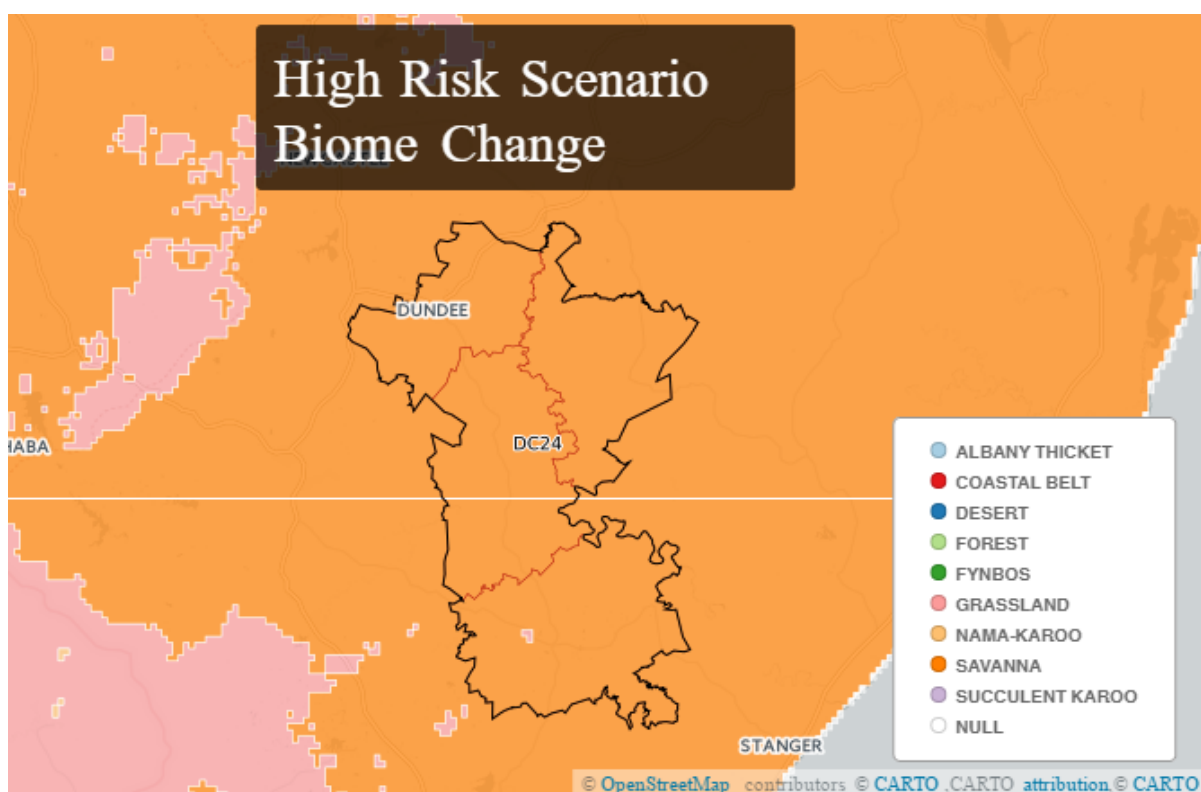 High Risk Scenario
Biome Change
NEWCASTLE
DUNDEE
DC24
HABA
ALBANY THICKET
COASTAL BELT
DESERT
FOREST
FYNBOS
GRASSLAND
NAMA-KAROO
SAVANNA
SUCCULENT KAROO
NULL
STANGER
© OpenStreetMap contributors © CARTO ,CARTO attribution,© CARTO